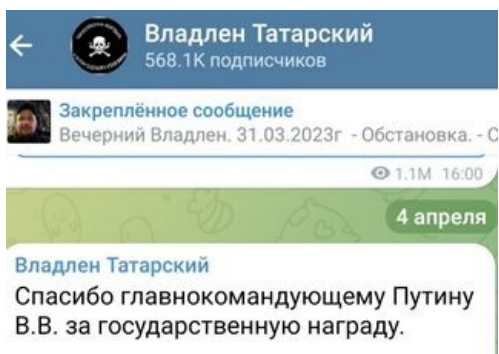 Владлен Татарский
568.1K подписчиков
Закреплённое сообщение
Вечерний Владлен. 31.03.2023г - Обстановка. - С
1.1M 16:00
4 апреля
Владлен Татарский
Спасибо главнокомандующему Путину
В.В. за государственную награду.